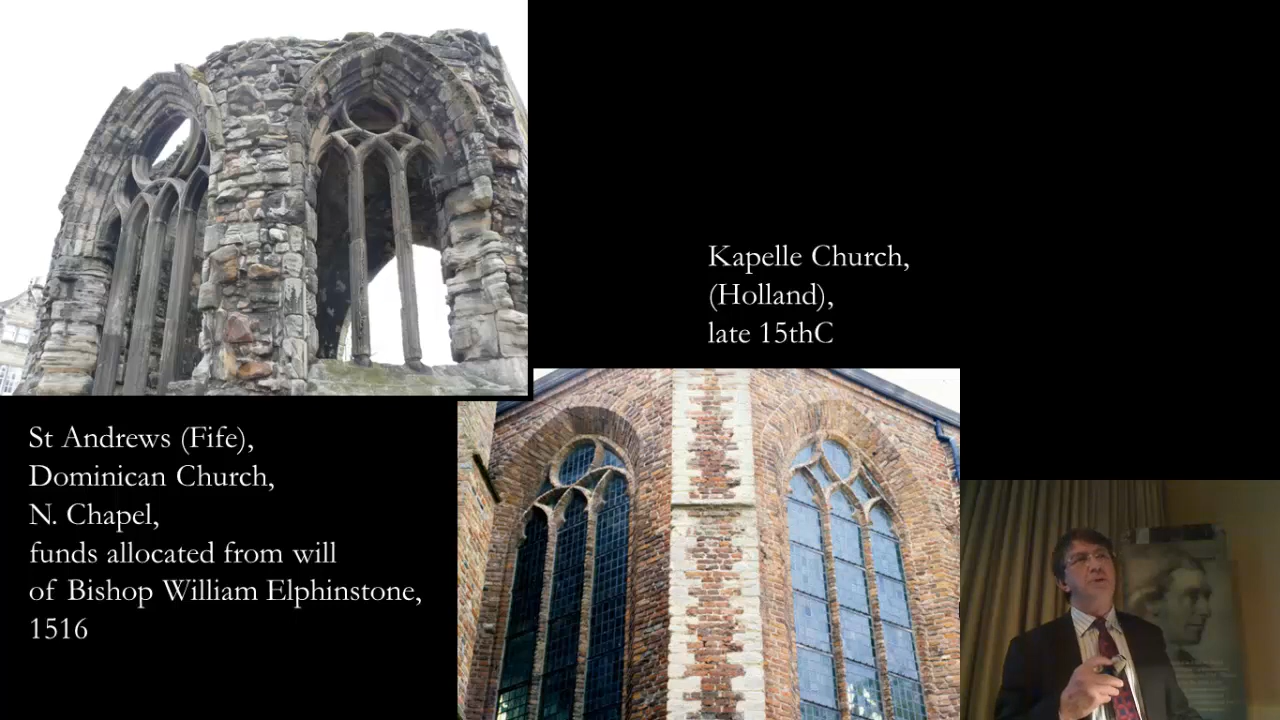 Kapelle Church,
(Holland),
late 15thC
St Andrews (Fife),
Dominican Church,
N. Chapel,
funds allocated from will
of Bishop William Elphinstone,
1516